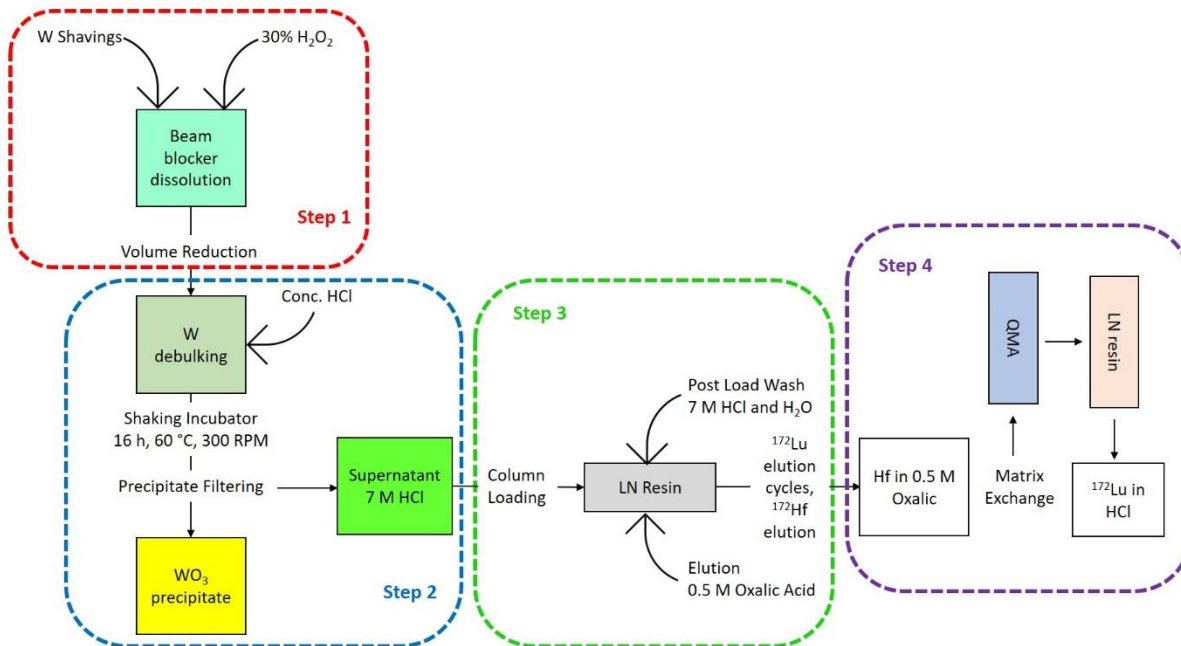 W Shavings
30% H₂O₂
Beam
blocker
dissolution
Step 1
Volume Reduction
Conc. HCl
W
debulking
Shaking Incubator
16 h, 60 °C, 300 RPM
Precipitate Filtering
Supernatant
7 M HCl
WO₃
precipitate
Step 2
Step 3
Column
Loading
Post Load Wash
7 M HCl and H₂O
LN Resin
Elution
0.5 M Oxalic Acid
¹⁷²Lu
elution
cycles,
¹⁷²Hf
elution
Step 4
Hf in 0.5 M
Oxalic
Matrix
Exchange
QMA
LN resin
¹⁷²Lu in
HCl